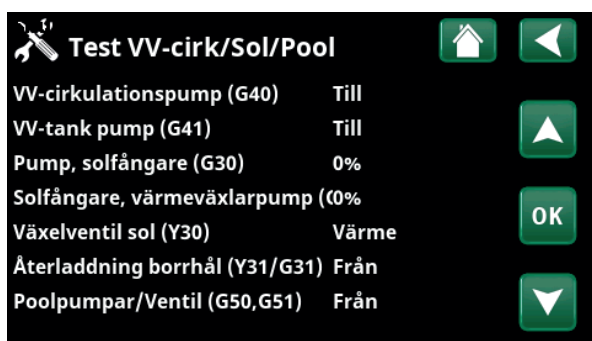 Test VV-cirk/Sol/Pool
VV-cirkulationspump (G40) Till
VV-tank pump (G41) Till
Pump, solfångare (G30) 0%
Solfångare, värmeväxlarpump (0%
Växelventil sol (Y30) Värme
Återladdning borrhål (Y31/G31) Från
Poolpumpar/Ventil (G50,G51) Från
OK